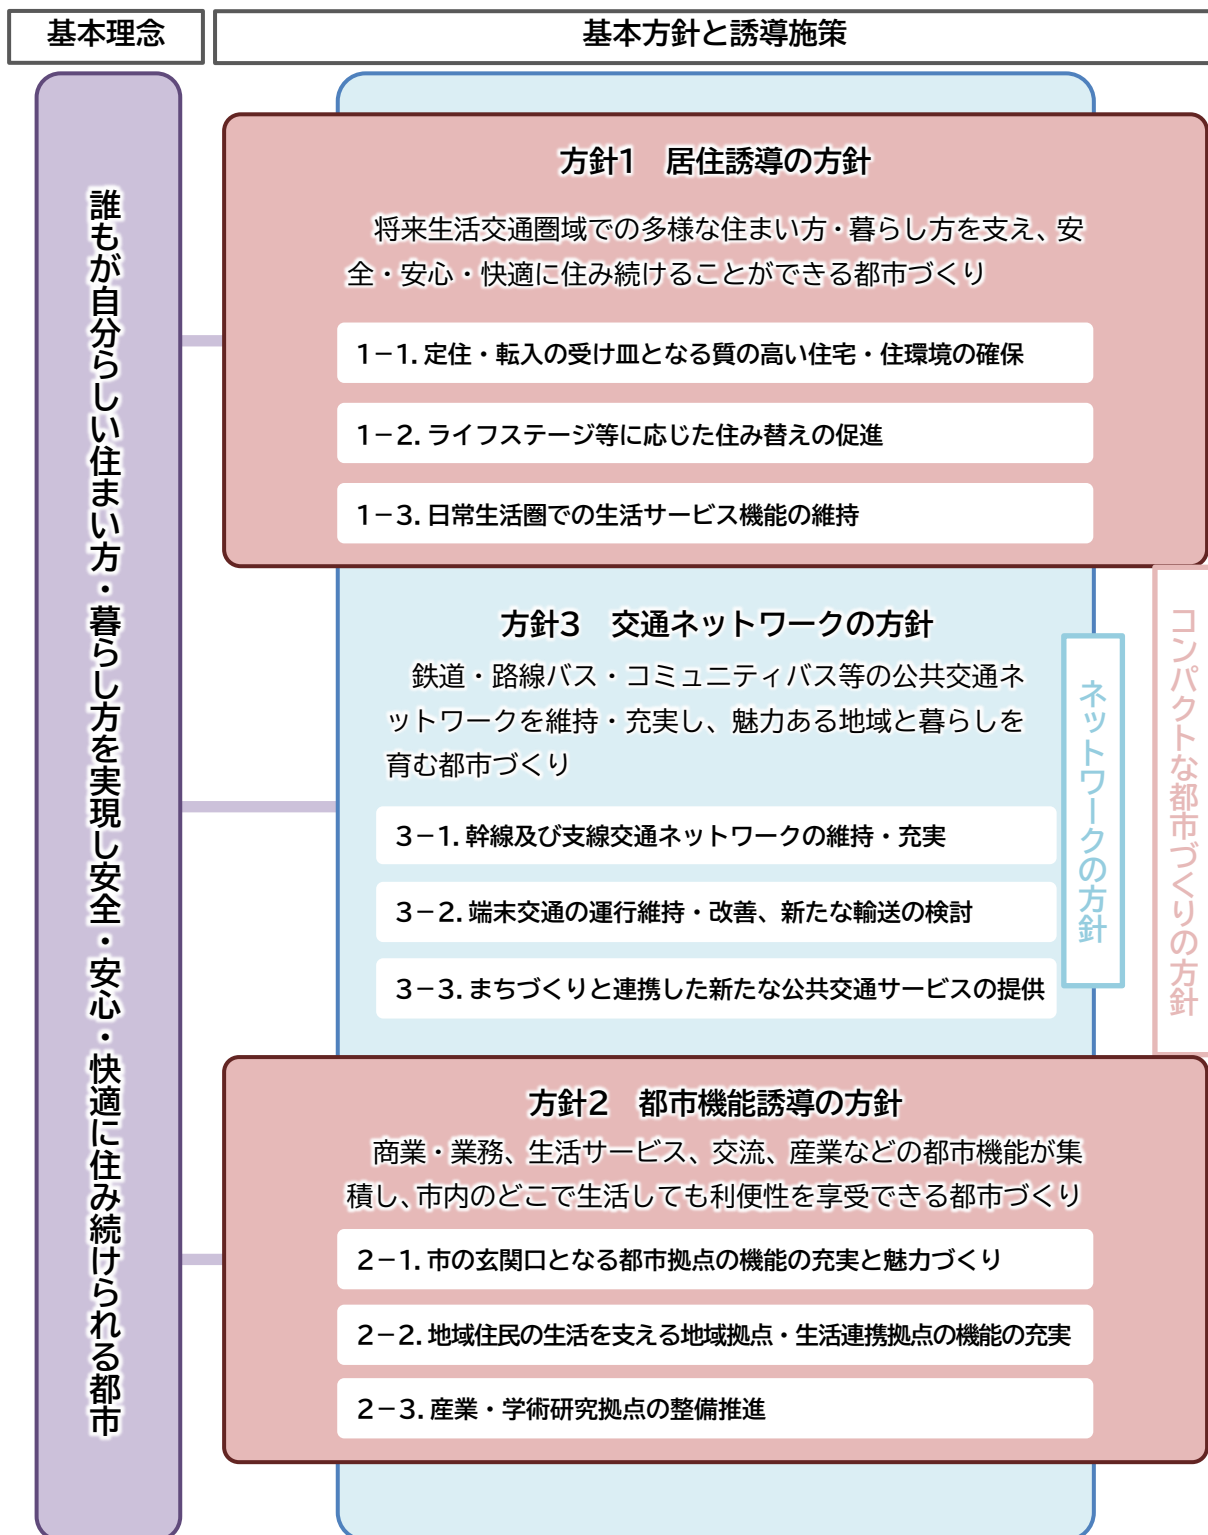 基本理念
基本方針と誘導施策
誰もが自分らしい住まい方・暮らし方を実現し安全・安心・快適に住み続けられる都市
方針1　居住誘導の方針
将来生活交通圏域での多様な住まい方・暮らし方を支え、安
全・安心・快適に住み続けることができる都市づくり
1－1. 定住・転入の受け皿となる質の高い住宅・住環境の確保
1－2. ライフステージ等に応じた住み替えの促進
1－3. 日常生活圏での生活サービス機能の維持
方針3　交通ネットワークの方針
鉄道・路線バス・コミュニティバス等の公共交通ネ
ットワークを維持・充実し、魅力ある地域と暮らしを
育む都市づくり
3－1. 幹線及び支線交通ネットワークの維持・充実
3－2. 端末交通の運行維持・改善、新たな輸送の検討
3－3. まちづくりと連携した新たな公共交通サービスの提供
ネットワークの方針
コンパクトな都市づくりの方針
方針2　都市機能誘導の方針
商業・業務、生活サービス、交流、産業などの都市機能が集
積し、市内のどこで生活しても利便性を享受できる都市づくり
2－1. 市の玄関口となる都市拠点の機能の充実と魅力づくり
2－2. 地域住民の生活を支える地域拠点・生活連携拠点の機能の充実
2－3. 産業・学術研究拠点の整備推進